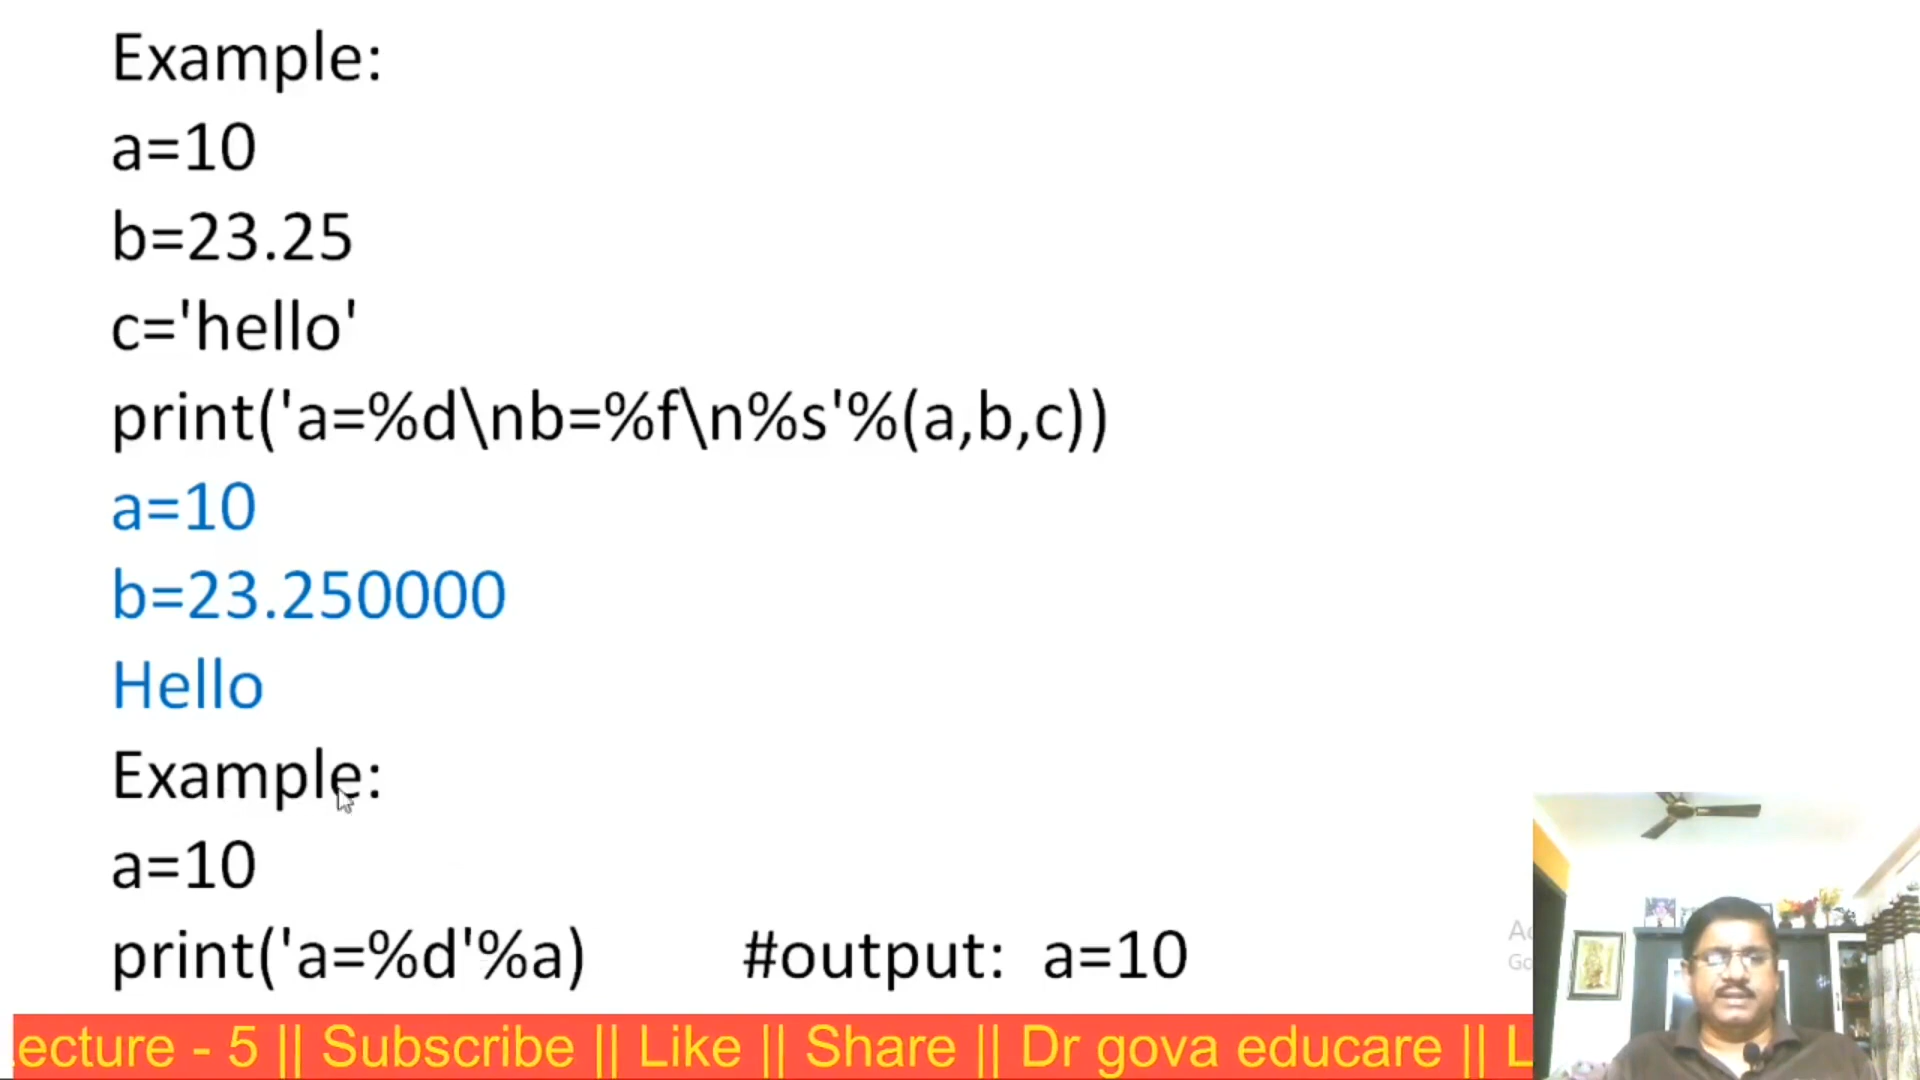 Example:
a=10
b=23.25
c='hello'
print('a=%d\nb=%f\n%s'%(a,b,c))
a=10
b=23.250000
Hello
Example:
a=10
print('a=%d'%a) #output: a=10
ecture - 5 || Subscribe || Like || Share || Dr gova educare || L